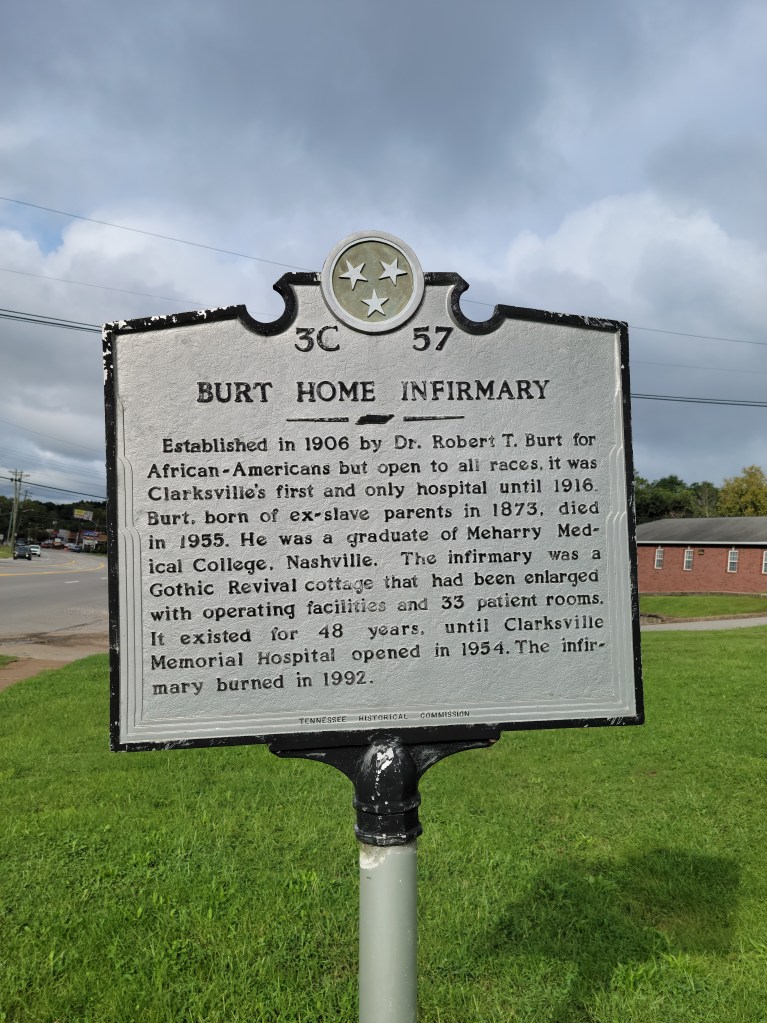 3C 57
BURT HOME INFIRMARY
Established in 1906 by Dr. Robert T. Burt for
African-Americans but open to all races, it was
Clarksville's first and only hospital until 1916.
Burt, born of ex-slave parents in 1873, died
in 1955. He was a graduate of Meharry Med-
ical College, Nashville. The infirmary was a
Gothic Revival cottage that had been enlarged
with operating facilities and 33 patient rooms.
It existed for 48 years, until Clarksville
Memorial Hospital opened in 1954. The infir-
mary burned in 1992.
TENNESSEE HISTORICAL COMMISSION